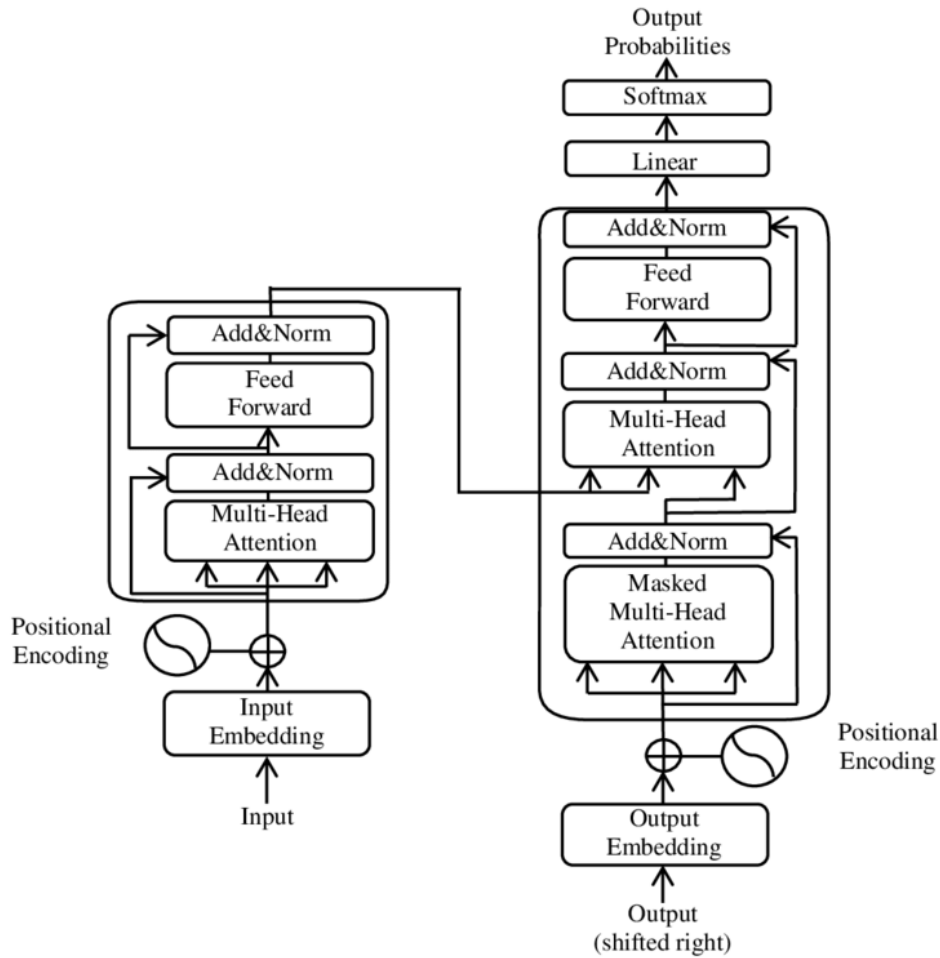 Output
Probabilities
Softmax
Linear
Add&Norm
Feed
Forward
Add&Norm
Multi-Head
Attention
Add&Norm
Masked
Multi-Head
Attention
Positional
Encoding
Output
Embedding
Output
(shifted right)
Add&Norm
Feed
Forward
Add&Norm
Multi-Head
Attention
Positional
Encoding
Input
Embedding
Input